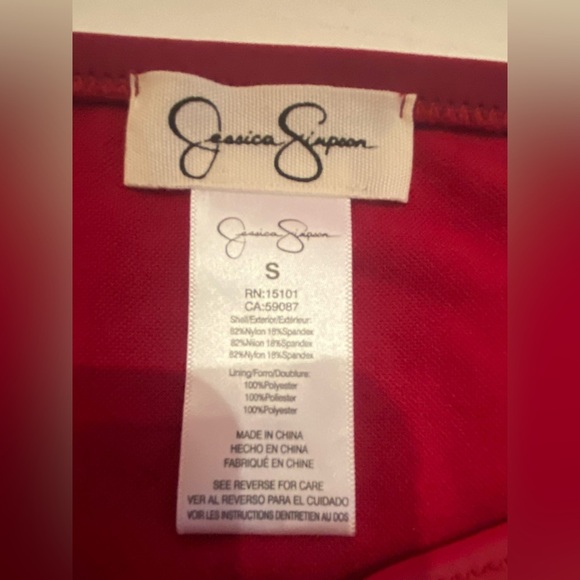 Jessica Simpson
Jessica Simpson
S
RN:15101
CA:59087
Shell/Exterior/Extérieur:
82%Nylon 18%Spandex
82%Nilon 18%Spandex
82%Nylon 18%Spandex
Lining/Forro/Doublure:
100%Polyester
100%Poliester
100%Polyester
MADE IN CHINA
HECHO EN CHINA
FABRIQUÉ EN CHINE
SEE REVERSE FOR CARE
VER AL REVERSO PARA EL CUIDADO
VOIR LES INSTRUCTIONS DENTRETIEN AU DOS